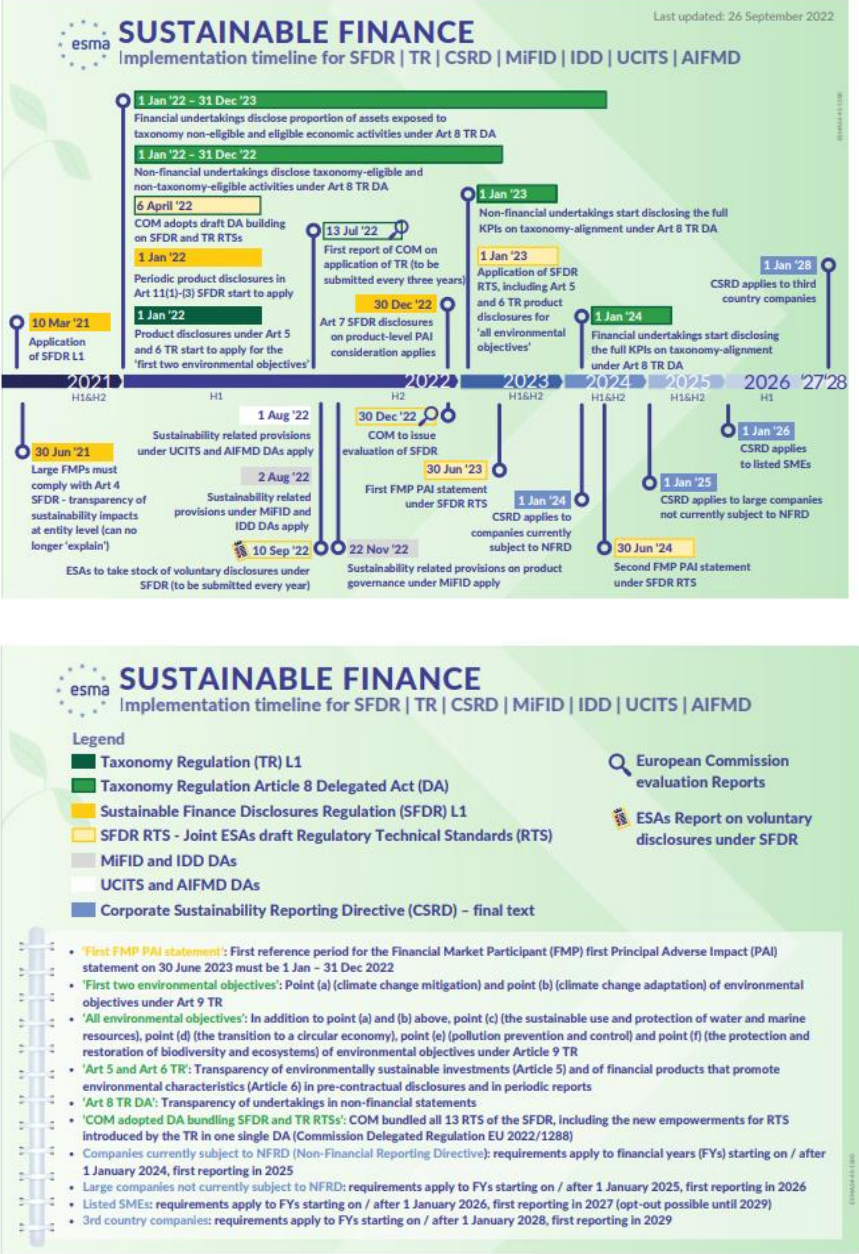 Last updated: 26 September 2022
esma
SUSTAINABLE FINANCE
Implementation timeline for SFDR | TR | CSRD | MiFID | IDD | UCITS | AIFMD
1 Jan '22 – 31 Dec '23
Financial undertakings disclose proportion of assets exposed to
taxonomy non-eligible and eligible economic activities under Art 8 TR DA
1 Jan '22 – 31 Dec '22
Non-financial undertakings disclose taxonomy-eligible and
non-taxonomy-eligible activities under Art 8 TR DA
6 April '22
COM adopts draft DA building
on SFDR and TR RTSs
1 Jan '22
Periodic product disclosures in
Art 11(1)-(3) SFDR start to apply
1 Jan '22
Product disclosures under Art 5
and 6 TR start to apply for the
'first two environmental objectives'
10 Mar '21
Application
of SFDR L1
13 Jul '22
First report of COM on
application of TR (to be
submitted every three years)
30 Dec '22
Art 7 SFDR disclosures
on product-level PAI
consideration applies
1 Jan '23
Non-financial undertakings start disclosing the full
KPIs on taxonomy-alignment under Art 8 TR DA
1 Jan '23
Application of SFDR
RTS, including Art 5
and 6 TR product
disclosures for
'all environmental
objectives'
1 Jan '24
Financial undertakings start disclosing
the full KPIs on taxonomy-alignment
under Art 8 TR DA
1 Jan '28
CSRD applies to third
country companies
2021 2022 2023 2024 2025 2026 '27'28
H1&H2 H1 H2 H1&H2 H1&H2 H1&H2 H1
30 Jun '21
Large FMPs must
comply with Art 4
SFDR - transparency of
sustainability impacts
at entity level (can no
longer 'explain')
1 Aug '22
Sustainability related provisions
under UCITS and AIFMD DAs apply
2 Aug '22
Sustainability related
provisions under MiFID and
IDD DAs apply
10 Sep '22
ESAs to take stock of voluntary disclosures under
SFDR (to be submitted every year)
22 Nov '22
Sustainability related provisions on product
governance under MiFID apply
30 Dec '22
COM to issue
evaluation of SFDR
30 Jun '23
First FMP PAI statement
under SFDR RTS
1 Jan '24
CSRD applies to
companies currently
subject to NFRD
30 Jun '24
Second FMP PAI statement
under SFDR RTS
1 Jan '25
CSRD applies to large companies
not currently subject to NFRD
1 Jan '26
CSRD applies
to listed SMEs
esma
SUSTAINABLE FINANCE
Implementation timeline for SFDR | TR | CSRD | MiFID | IDD | UCITS | AIFMD
Legend
Taxonomy Regulation (TR) L1
Taxonomy Regulation Article 8 Delegated Act (DA)
Sustainable Finance Disclosures Regulation (SFDR) L1
SFDR RTS - Joint ESAs draft Regulatory Technical Standards (RTS)
MiFID and IDD DAs
UCITS and AIFMD DAs
Corporate Sustainability Reporting Directive (CSRD) – final text
European Commission
evaluation Reports
ESAs Report on voluntary
disclosures under SFDR
• 'First FMP PAI statement': First reference period for the Financial Market Participant (FMP) first Principal Adverse Impact (PAI)
statement on 30 June 2023 must be 1 Jan – 31 Dec 2022
• 'First two environmental objectives': Point (a) (climate change mitigation) and point (b) (climate change adaptation) of environmental
objectives under Art 9 TR
• 'All environmental objectives': In addition to point (a) and (b) above, point (c) (the sustainable use and protection of water and marine
resources), point (d) (the transition to a circular economy), point (e) (pollution prevention and control) and point (f) (the protection and
restoration of biodiversity and ecosystems) of environmental objectives under Article 9 TR
• 'Art 5 and Art 6 TR': Transparency of environmentally sustainable investments (Article 5) and of financial products that promote
environmental characteristics (Article 6) in pre-contractual disclosures and in periodic reports
• 'Art 8 TR DA': Transparency of undertakings in non-financial statements
• 'COM adopted DA bundling SFDR and TR RTSs': COM bundled all 13 RTS of the SFDR, including the new empowerments for RTS
introduced by the TR in one single DA (Commission Delegated Regulation EU 2022/1288)
• Companies currently subject to NFRD (Non-Financial Reporting Directive): requirements apply to financial years (FYs) starting on / after
1 January 2024, first reporting in 2025
• Large companies not currently subject to NFRD: requirements apply to FYs starting on / after 1 January 2025, first reporting in 2026
• Listed SMEs: requirements apply to FYs starting on / after 1 January 2026, first reporting in 2027 (opt-out possible until 2029)
• 3rd country companies: requirements apply to FYs starting on / after 1 January 2028, first reporting in 2029